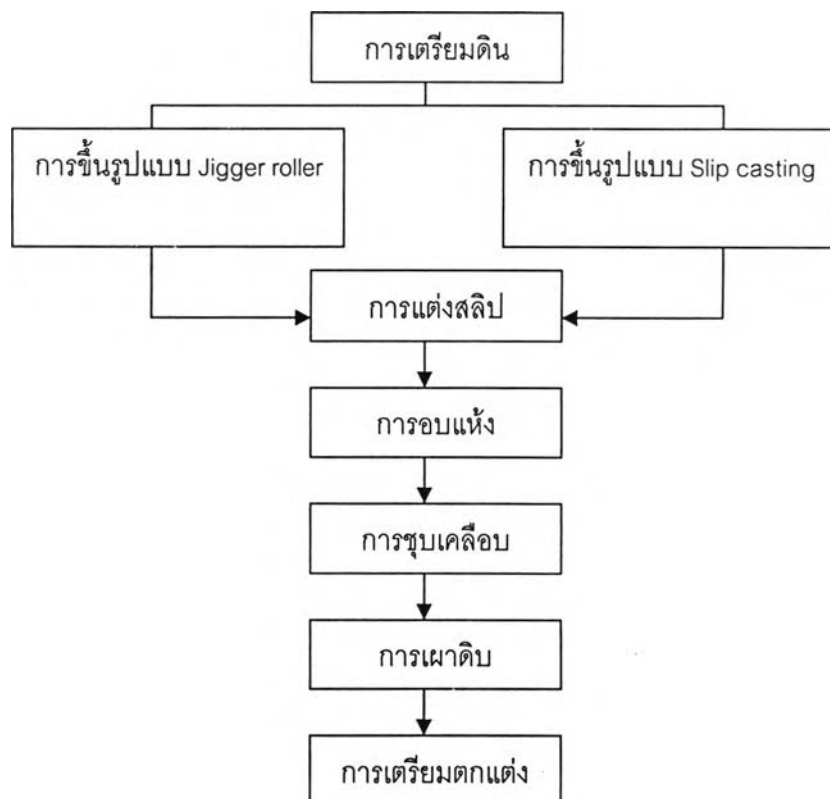 การเตรียมดิน
การขึ้นรูปแบบ Jigger roller
การขึ้นรูปแบบ Slip casting
การแต่งสลิป
การอบแห้ง
การชุบเคลือบ
การเผาดิบ
การเตรียมตกแต่ง